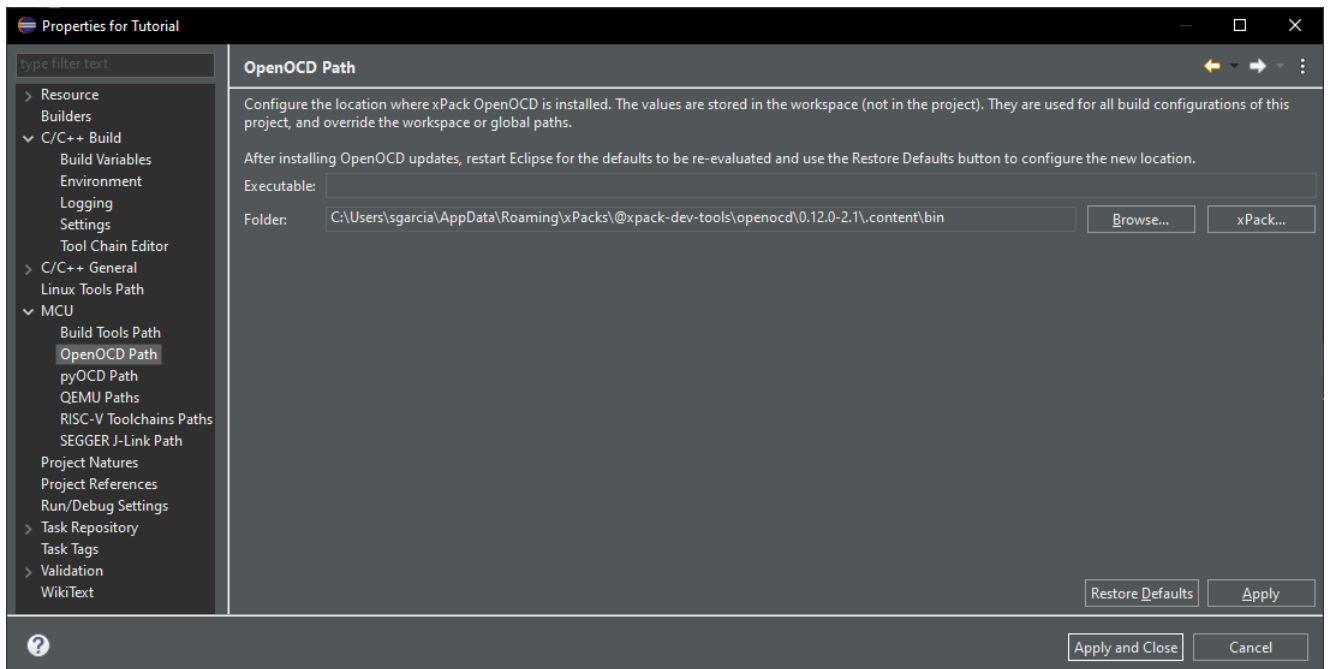 Properties for Tutorial
type filter text
Resource
Builders
C/C++ Build
Build Variables
Environment
Logging
Settings
Tool Chain Editor
C/C++ General
Linux Tools Path
MCU
Build Tools Path
OpenOCD Path
pyOCD Path
QEMU Paths
RISC-V Toolchains Paths
SEGGER J-Link Path
Project Natures
Project References
Run/Debug Settings
Task Repository
Task Tags
Validation
WikiText
OpenOCD Path
Configure the location where xPack OpenOCD is installed. The values are stored in the workspace (not in the project). They are used for all build configurations of this
project, and override the workspace or global paths.
After installing OpenOCD updates, restart Eclipse for the defaults to be re-evaluated and use the Restore Defaults button to configure the new location.
Executable:
Folder: C:\Users\sgarcia\AppData\Roaming\xPacks\@xpack-dev-tools\openocd\0.12.0-2.1\.content\bin Browse... xPack...
Restore Defaults Apply
Apply and Close Cancel